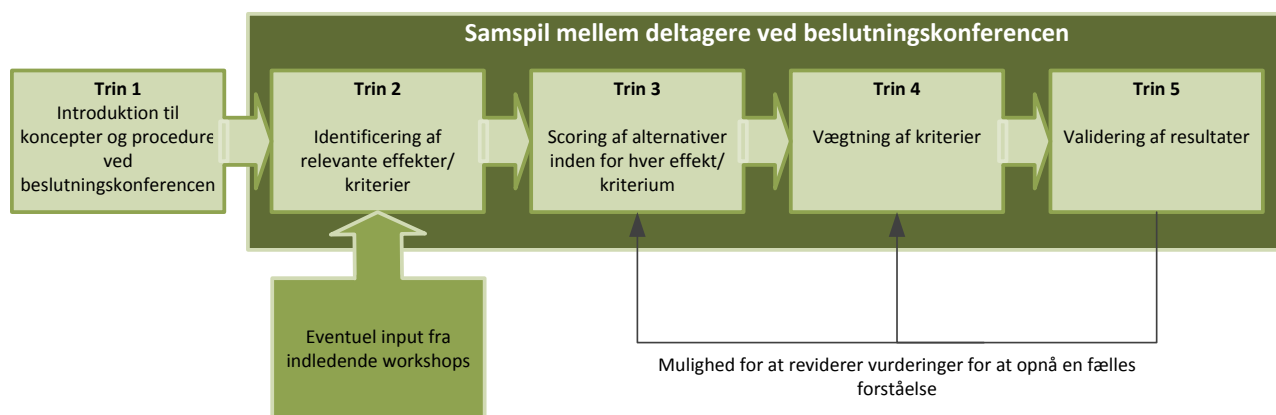 Samspil mellem deltagere ved beslutningskonferencen
Trin 1
Introduktion til
koncepter og procedure
ved
beslutningskonferencen
Trin 2
Identificering af
relevante effekter/
kriterier
Trin 3
Scoring af alternativer
inden for hver effekt/
kriterium
Trin 4
Vægtning af kriterier
Trin 5
Validering af resultater
Eventuel input fra
indledende workshops
Mulighed for at reviderer vurderinger for at opnå en fælles
forståelse